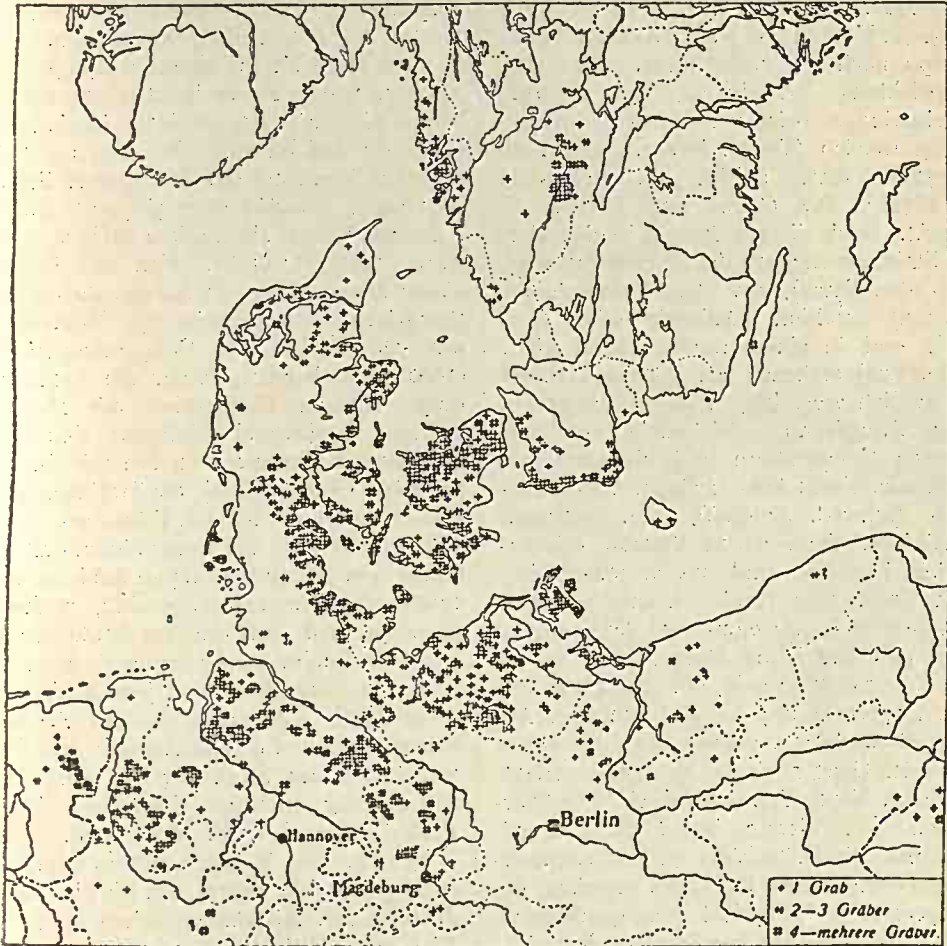 Berlin
Hannover
Magdeburg
+ 1 Grab
2—3 Gräber
# 4—mehrere Gräber